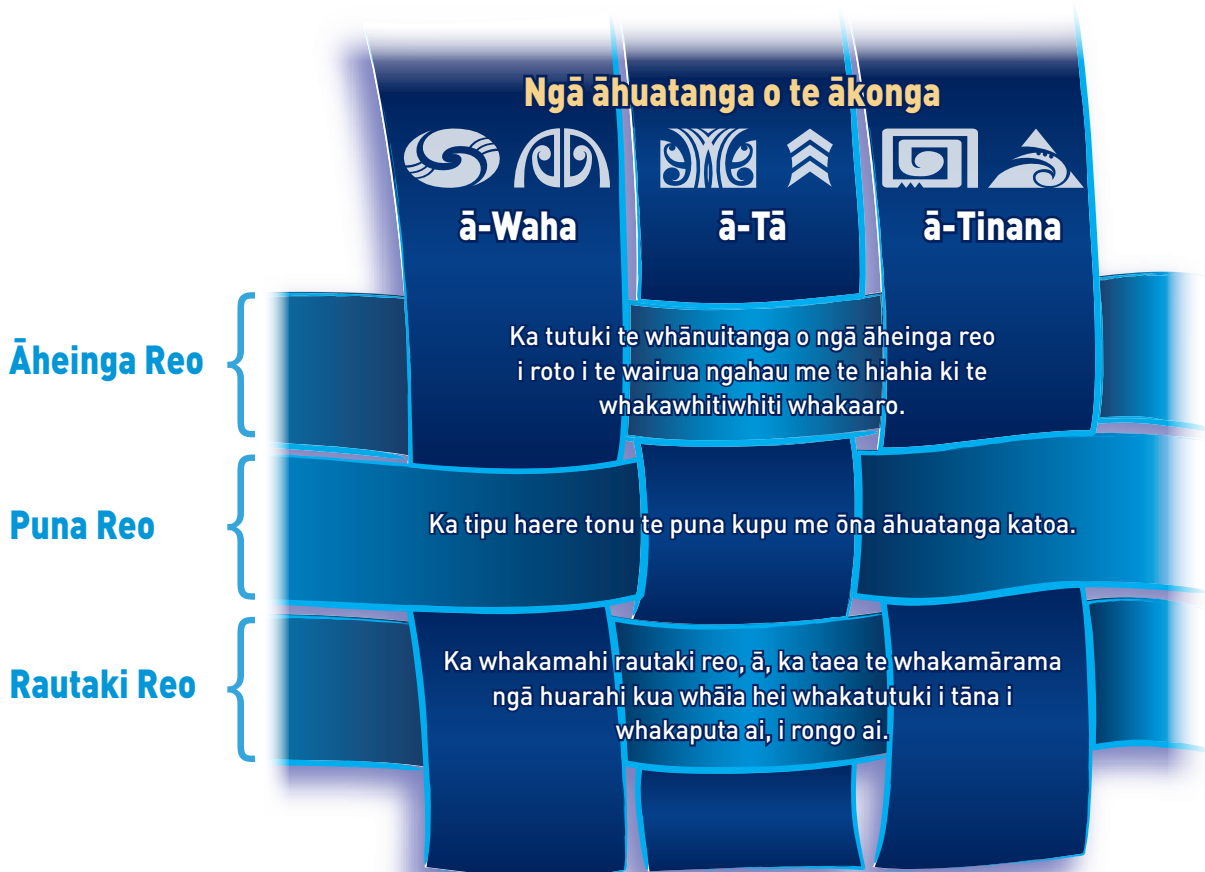 Ngā āhuatanga o te ākonga
ā-Waha
ā-Tā
ā-Tinana
Āheinga Reo
Ka tutuki te whānuitanga o ngā āheinga reo
i roto i te wairua ngahau me te hiahia ki te
whakawhitiwhiti whakaaro.
Puna Reo
Ka tipu haere tonu te puna kupu me ōna āhuatanga katoa.
Rautaki Reo
Ka whakamahi rautaki reo, ā, ka taea te whakamārama
ngā huarahi kua whāia hei whakatutuki i tāna i
whakaputa ai, i rongo ai.